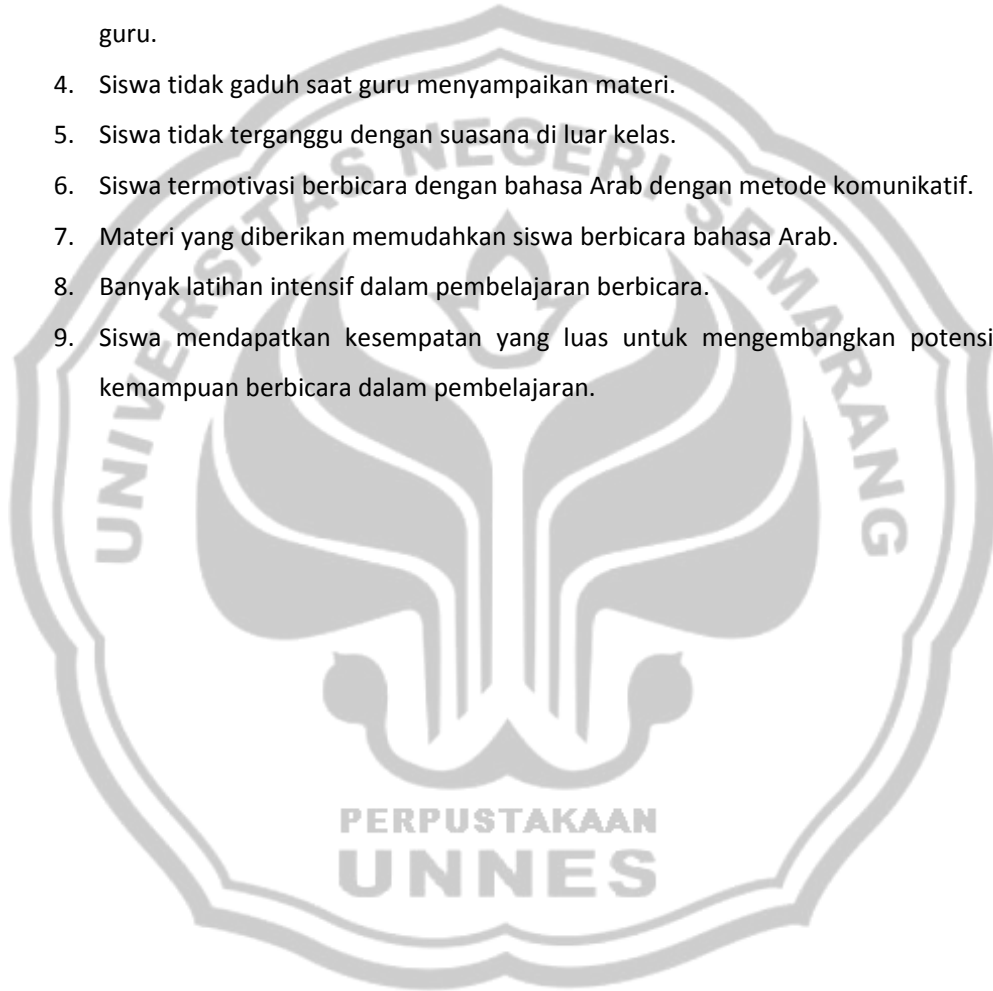 guru.
4. Siswa tidak gaduh saat guru menyampaikan materi.
5. Siswa tidak terganggu dengan suasana di luar kelas.
6. Siswa termotivasi berbicara dengan bahasa Arab dengan metode komunikatif.
7. Materi yang diberikan memudahkan siswa berbicara bahasa Arab.
8. Banyak latihan intensif dalam pembelajaran berbicara.
9. Siswa mendapatkan kesempatan yang luas untuk mengembangkan potensi
kemampuan berbicara dalam pembelajaran.
UNIVERSITAS NEGERI SEMARANG
PERPUSTAKAAN
UNNES